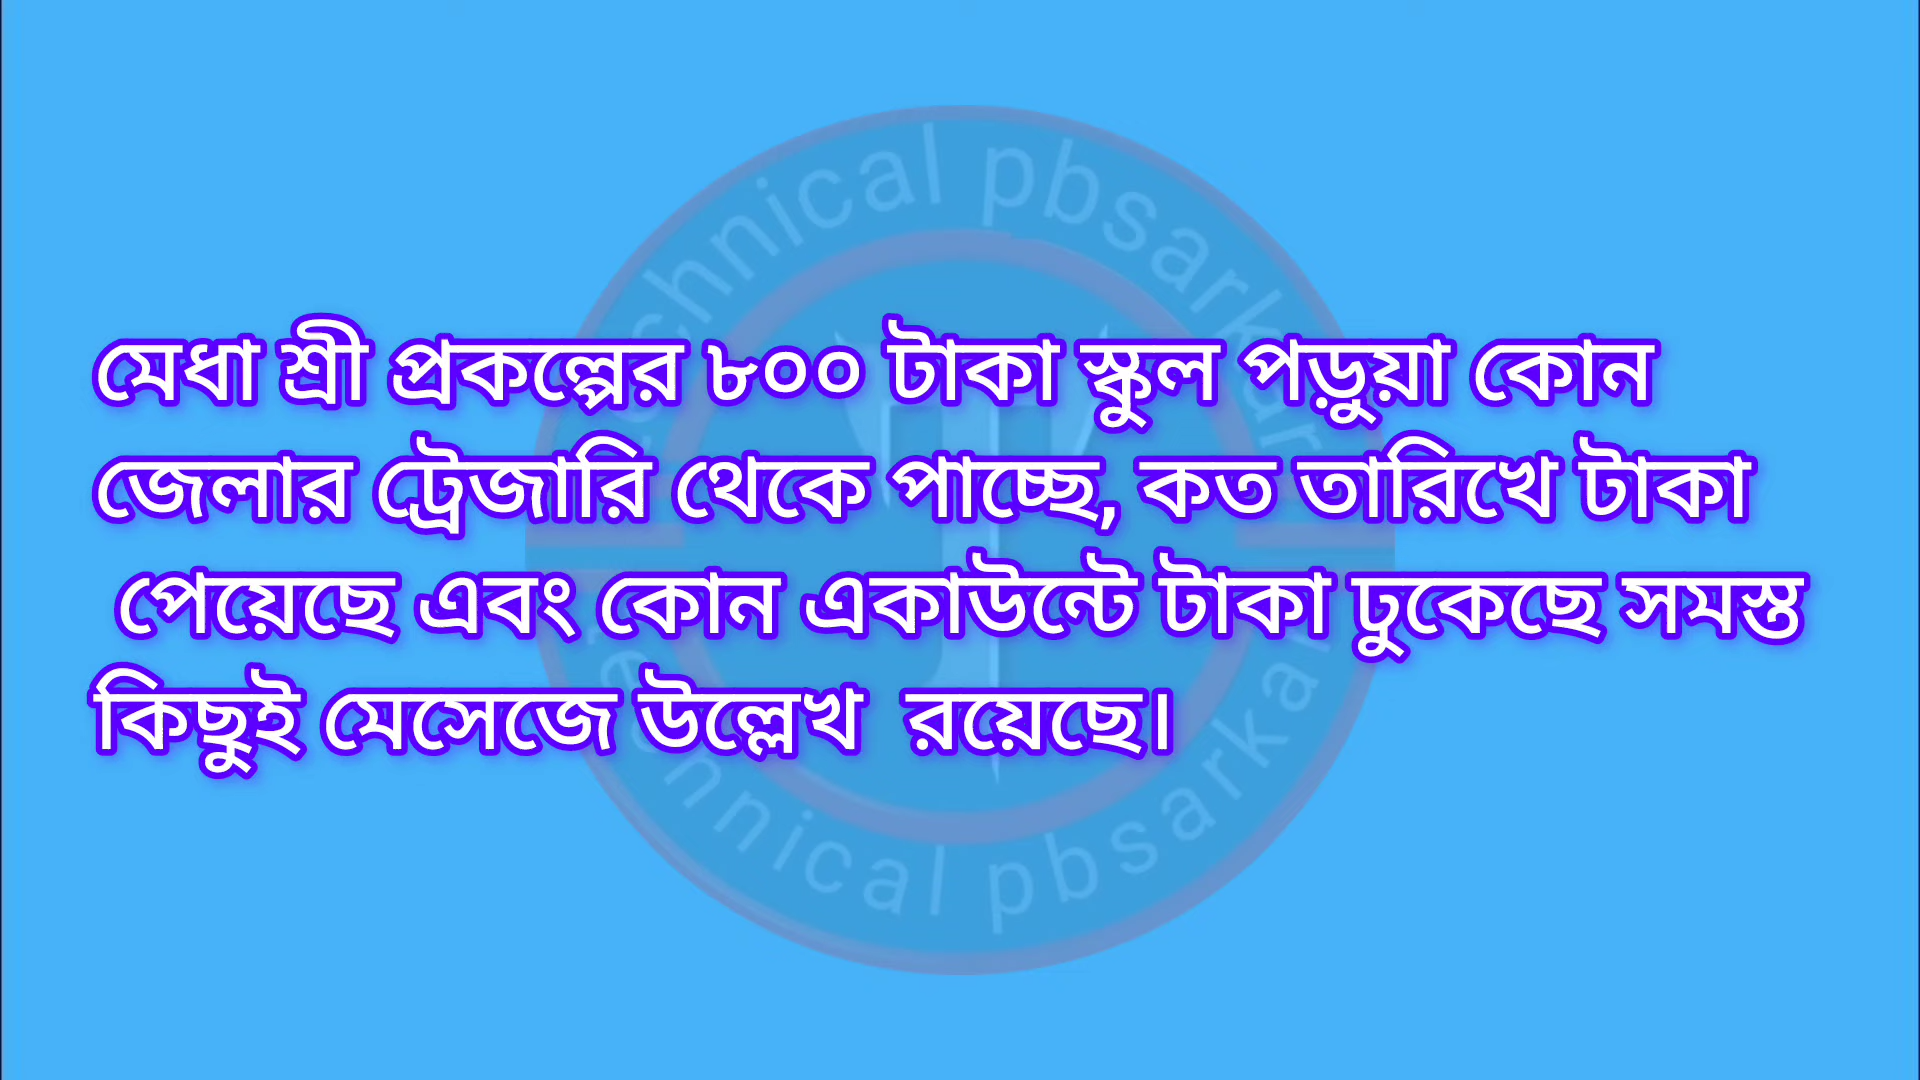 technical pbsarkar
মেধা শ্রী প্রকল্পের ৮০০ টাকা স্কুল পড়ুয়া কোন
জেলার ট্রেজারি থেকে পাচ্ছে, কত তারিখে টাকা
পেয়েছে এবং কোন একাউন্টে টাকা ঢুকেছে সমস্ত
কিছুই মেসেজে উল্লেখ রয়েছে।
technical pbsarkar